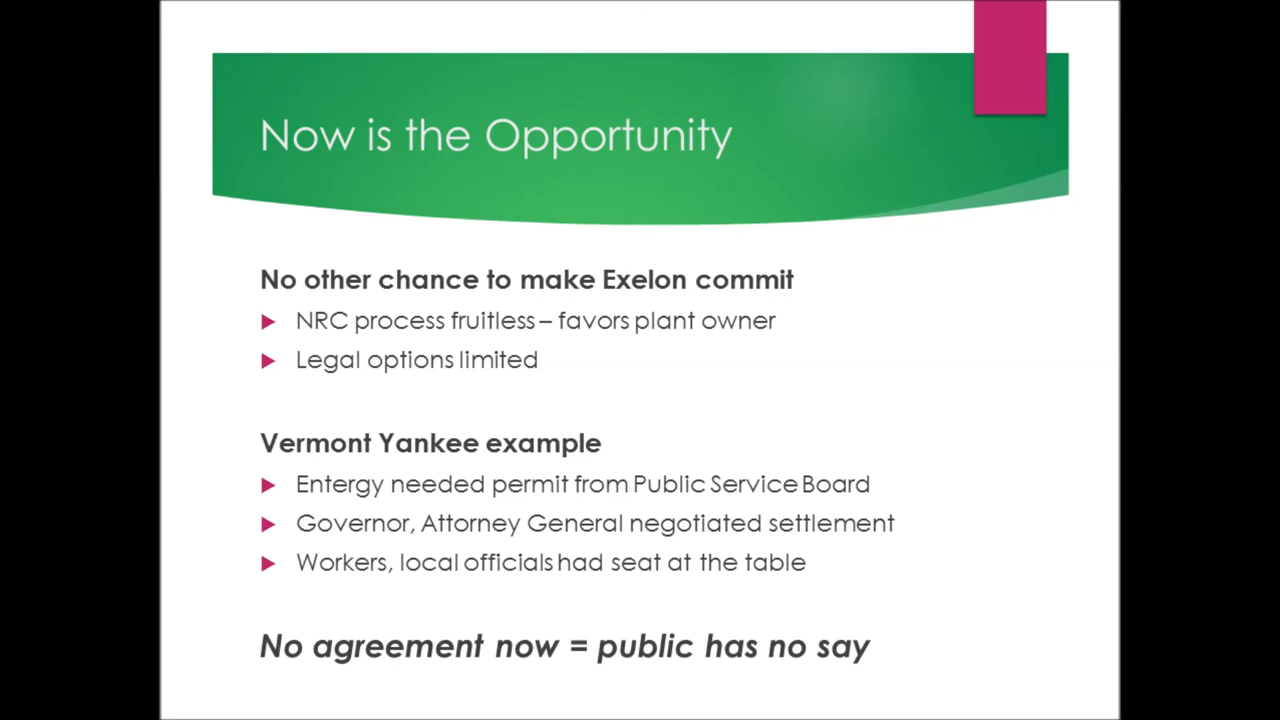 Now is the Opportunity
No other chance to make Exelon commit
NRC process fruitless – favors plant owner
Legal options limited
Vermont Yankee example
Entergy needed permit from Public Service Board
Governor, Attorney General negotiated settlement
Workers, local officials had seat at the table
No agreement now = public has no say